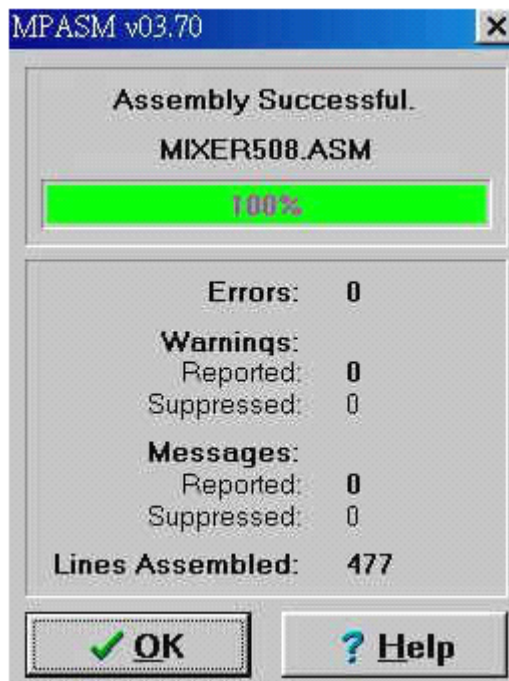 MPASM v03.70
Assembly Successful.
MIXER508.ASM
100%
Errors: 0
Warnings:
Reported: 0
Suppressed: 0
Messages:
Reported: 0
Suppressed: 0
Lines Assembled: 477
OK
? Help